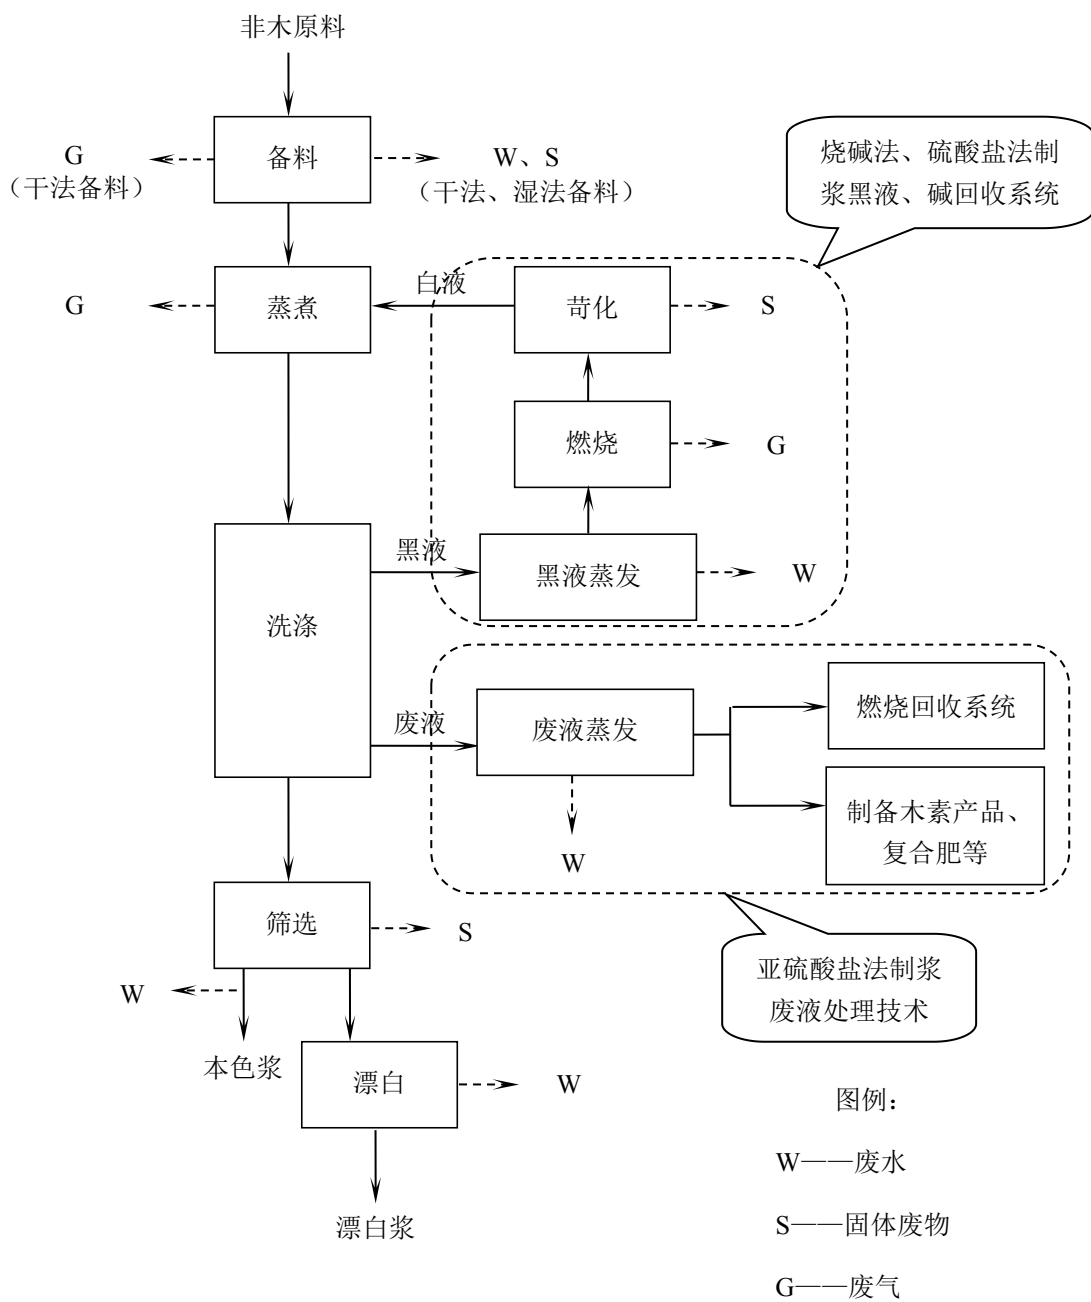 非木原料
备料
G
（干法备料）
W、S
（干法、湿法备料）
烧碱法、硫酸盐法制
浆黑液、碱回收系统
蒸煮
G
白液
苛化
S
燃烧
G
洗涤
黑液
黑液蒸发
W
废液
废液蒸发
W
燃烧回收系统
制备木素产品、
复合肥等
筛选
S
W
本色浆
漂白
W
漂白浆
亚硫酸盐法制浆
废液处理技术
图例：
W——废水
S——固体废物
G——废气